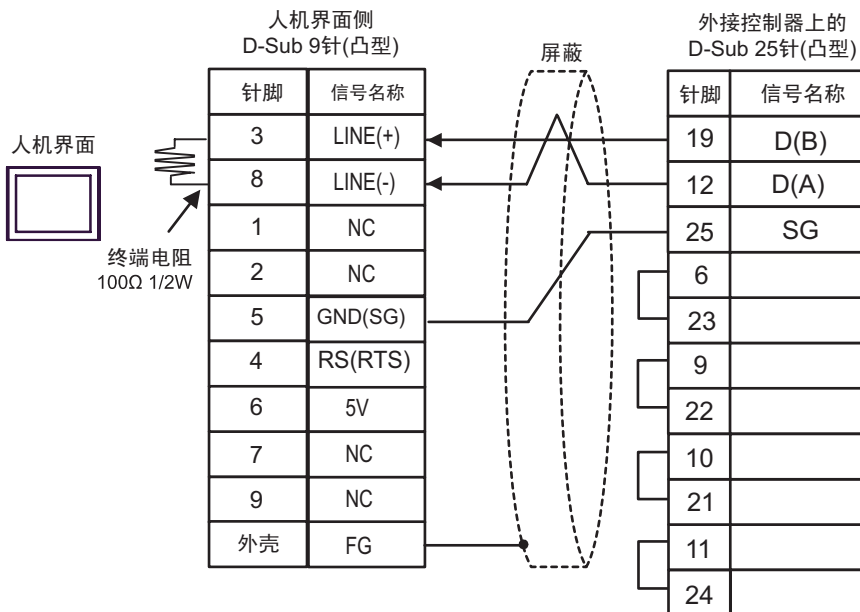 人机界面侧
D-Sub 9针(凸型)
针脚 信号名称
3 LINE(+)
8 LINE(-)
1 NC
2 NC
5 GND(SG)
4 RS(RTS)
6 5V
7 NC
9 NC
外壳 FG
人机界面
终端电阻
100Ω 1/2W
屏蔽
外接控制器上的
D-Sub 25针(凸型)
针脚 信号名称
19 D(B)
12 D(A)
25 SG
6
23
9
22
10
21
11
24